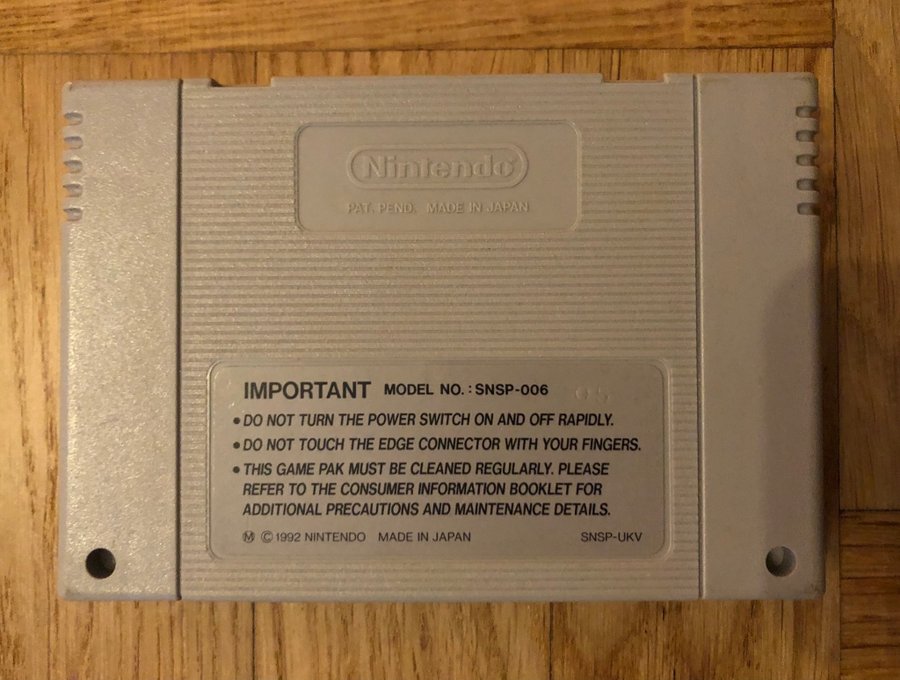 Nintendo
PAT. PEND. MADE IN JAPAN
IMPORTANT MODEL NO. : SNSP-006
• DO NOT TURN THE POWER SWITCH ON AND OFF RAPIDLY.
• DO NOT TOUCH THE EDGE CONNECTOR WITH YOUR FINGERS.
• THIS GAME PAK MUST BE CLEANED REGULARLY. PLEASE
REFER TO THE CONSUMER INFORMATION BOOKLET FOR
ADDITIONAL PRECAUTIONS AND MAINTENANCE DETAILS.
Ⓜ ©1992 NINTENDO MADE IN JAPAN SNSP-UKV